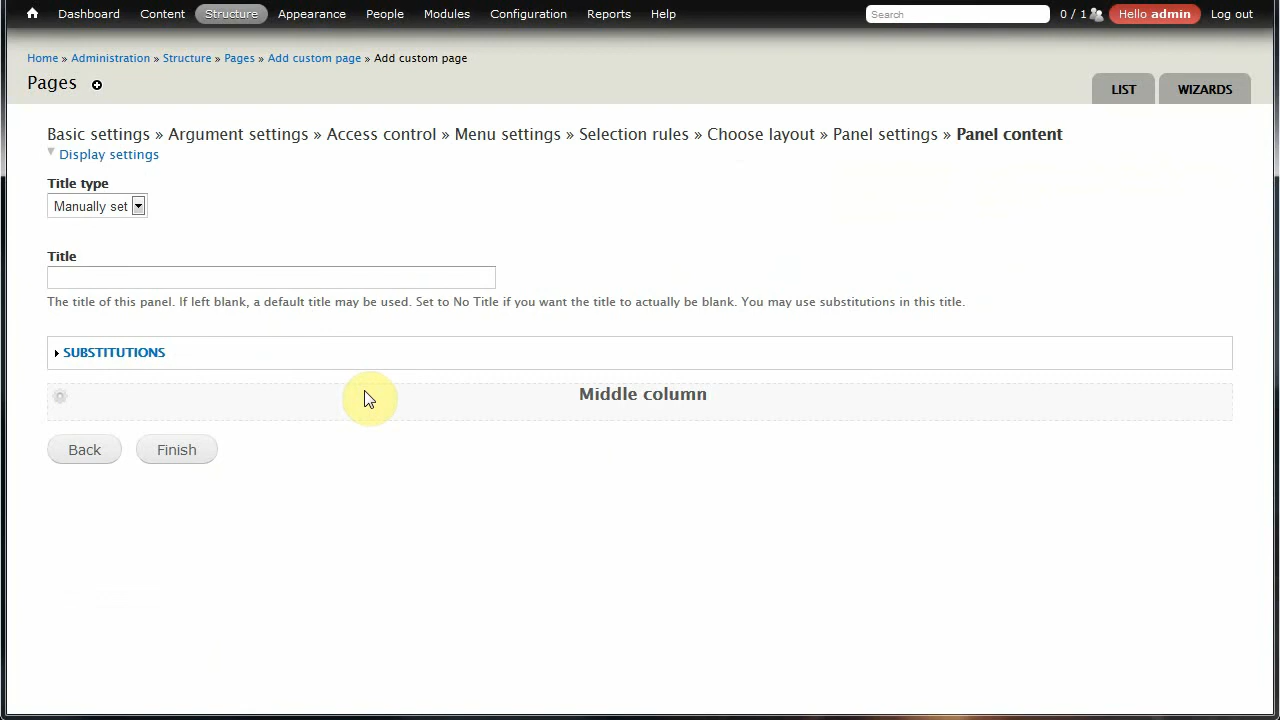 Dashboard Content Structure Appearance People Modules Configuration Reports Help Search 0 / 1 Hello admin Log out
Home » Administration » Structure » Pages » Add custom page » Add custom page
Pages
LIST WIZARDS
Basic settings » Argument settings » Access control » Menu settings » Selection rules » Choose layout » Panel settings » Panel content
Display settings
Title type
Manually set
Title
The title of this panel. If left blank, a default title may be used. Set to No Title if you want the title to actually be blank. You may use substitutions in this title.
SUBSTITUTIONS
Middle column
Back Finish